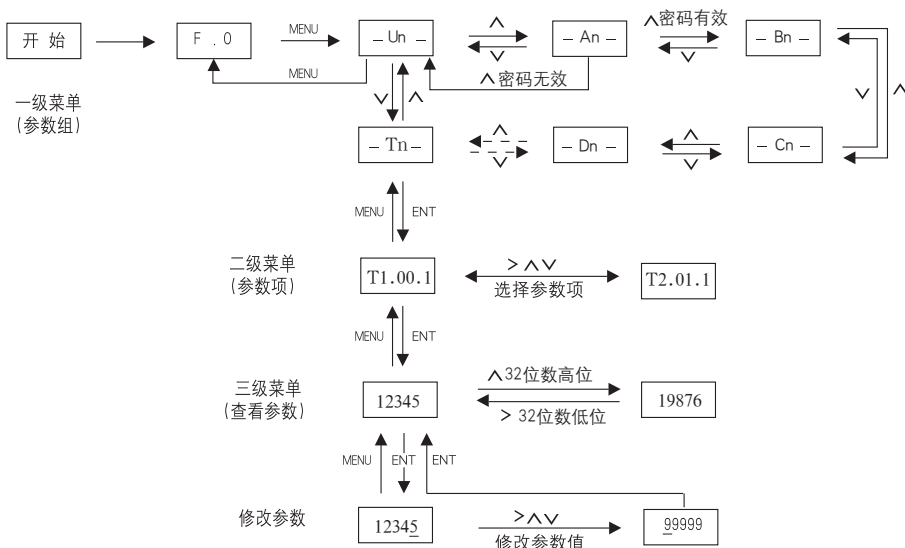 开 始
F . 0
MENU
MENU
– Un –
∧
∨
– An –
∧密码有效
∨
– Bn –
∧密码无效
∨
∧
∨
∧
一级菜单
(参数组)
– Tn –
∧
∨
– Dn –
∧
∨
– Cn –
MENU
ENT
二级菜单
(参数项)
T1.00.1
>∧∨
选择参数项
T2.01.1
MENU
ENT
三级菜单
(查看参数)
12345
∧32位数高位
> 32位数低位
19876
MENU
ENT
ENT
修改参数
12345
>∧∨
修改参数值
99999